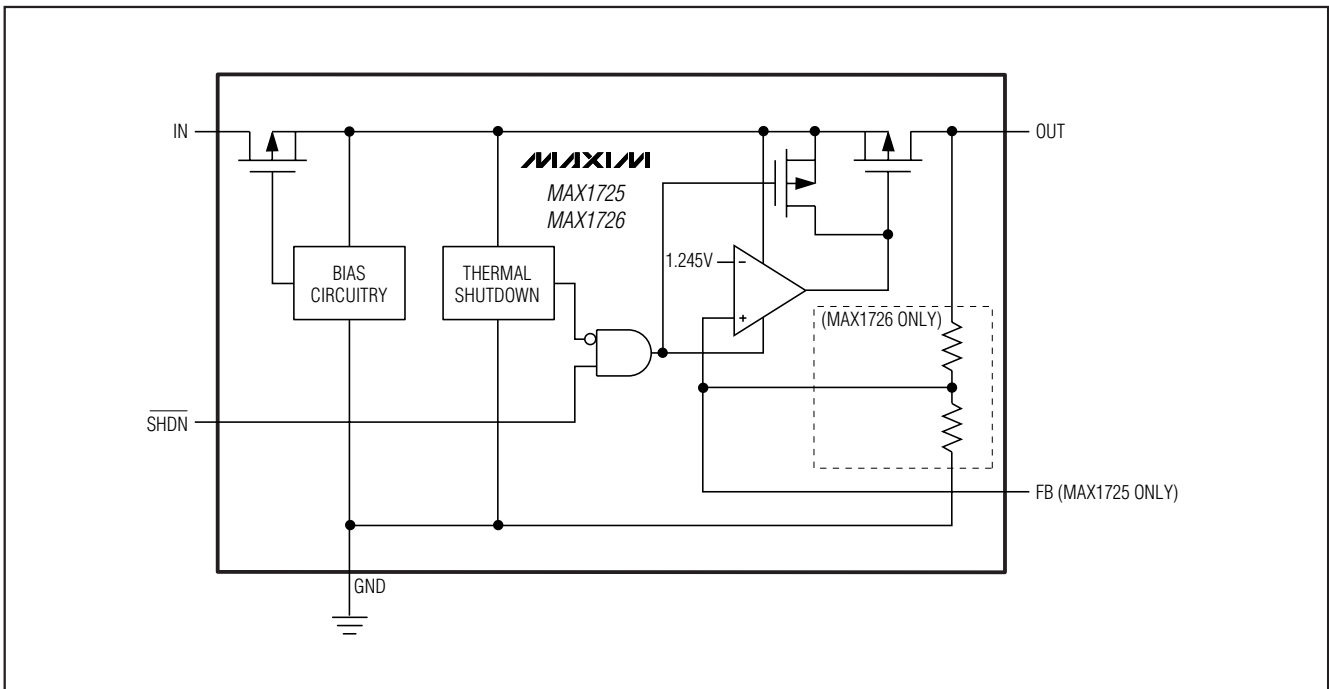 IN
OUT
MAXIM
MAX1725
MAX1726
BIAS
CIRCUITRY
THERMAL
SHUTDOWN
1.245V
−
+
(MAX1726 ONLY)
SHDN
FB (MAX1725 ONLY)
GND